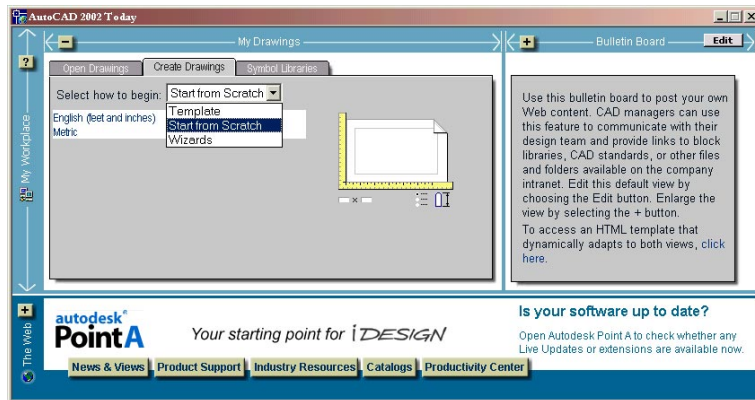 AutoCAD 2002 Today
My Drawings
Bulletin Board
Edit
?
Open Drawings
Create Drawings
Symbol Libraries
Select how to begin: Start from Scratch
Template
Start from Scratch
Wizards
English (feet and inches)
Metric
My Workplace
Use this bulletin board to post your own
Web content. CAD managers can use
this feature to communicate with their
design team and provide links to block
libraries, CAD standards, or other files
and folders available on the company
intranet. Edit this default view by
choosing the Edit button. Enlarge the
view by selecting the + button.
To access an HTML template that
dynamically adapts to both views, click
here.
The Web
autodesk®
Point A
Your starting point for iDESIGN
News & Views
Product Support
Industry Resources
Catalogs
Productivity Center
Is your software up to date?
Open Autodesk Point A to check whether any
Live Updates or extensions are available now.